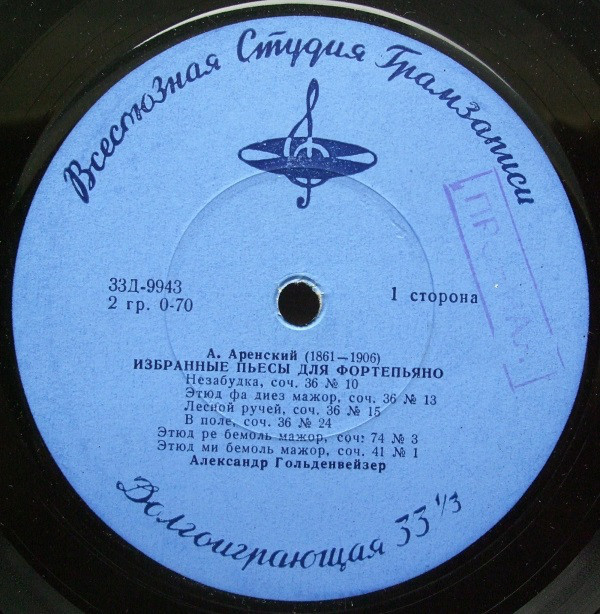 Всесоюзная Студия Грамзаписи
33Д-9943
2 гр. 0-70
1 сторона
А. Аренский (1861—1906)
ИЗБРАННЫЕ ПЬЕСЫ ДЛЯ ФОРТЕПЬЯНО
Незабудка, соч. 36 № 10
Этюд фа диез мажор, соч. 36 № 13
Лесной ручей, соч. 36 № 15
В поле, соч. 36 № 24
Этюд ре бемоль мажор, соч. 74 № 3
Этюд ми бемоль мажор, соч. 41 № 1
Александр Гольденвейзер
Долгоиграющая 33 1/3